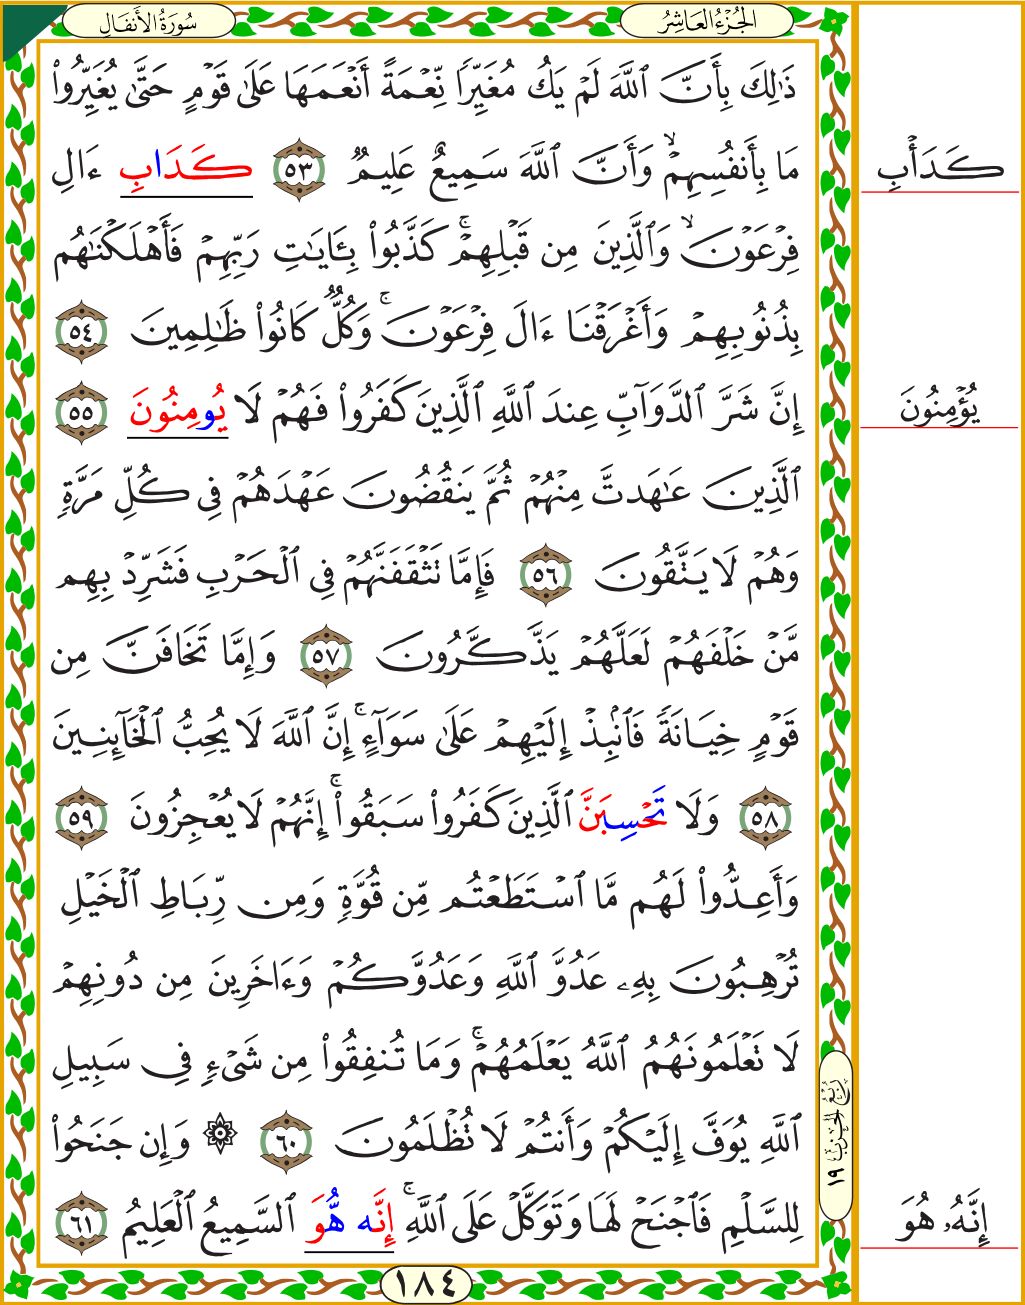 سُورَةُ الأَنفَالِ
الجُزْءُ العَاشِرُ
ذَٰلِكَ بِأَنَّ ٱللَّهَ لَمْ يَكُ مُغَيِّرًا نِّعْمَةً أَنْعَمَهَا عَلَىٰ قَوْمٍ حَتَّىٰ يُغَيِّرُوا۟
مَا بِأَنفُسِهِمْ ۙ وَأَنَّ ٱللَّهَ سَمِيعٌ عَلِيمٌ ٥٣ كَدَابِ ءَالِ
كَدَأْبِ
فِرْعَوْنَ ۙ وَٱلَّذِينَ مِن قَبْلِهِمْ ۚ كَذَّبُوا۟ بِـَٔايَـٰتِ رَبِّهِمْ فَأَهْلَكْنَـٰهُم
بِذُنُوبِهِمْ وَأَغْرَقْنَا ءَالَ فِرْعَوْنَ ۚ وَكُلٌّ كَانُوا۟ ظَـٰلِمِينَ ٥٤
إِنَّ شَرَّ ٱلدَّوَآبِّ عِندَ ٱللَّهِ ٱلَّذِينَ كَفَرُوا۟ فَهُمْ لَا يُومِنُونَ ٥٥
يُؤْمِنُونَ
ٱلَّذِينَ عَـٰهَدتَّ مِنْهُمْ ثُمَّ يَنقُضُونَ عَهْدَهُمْ فِى كُلِّ مَرَّةٍ
وَهُمْ لَا يَتَّقُونَ ٥٦ فَإِمَّا تَثْقَفَنَّهُمْ فِى ٱلْحَرْبِ فَشَرِّدْ بِهِم
مَّنْ خَلْفَهُمْ لَعَلَّهُمْ يَذَّكَّرُونَ ٥٧ وَإِمَّا تَخَافَنَّ مِن
قَوْمٍ خِيَانَةً فَٱنۢبِذْ إِلَيْهِمْ عَلَىٰ سَوَآءٍ ۚ إِنَّ ٱللَّهَ لَا يُحِبُّ ٱلْخَآئِنِينَ
٥٨ وَلَا تَحْسِبَنَّ ٱلَّذِينَ كَفَرُوا۟ سَبَقُوٓا۟ ۚ إِنَّهُمْ لَا يُعْجِزُونَ ٥٩
وَأَعِدُّوا۟ لَهُم مَّا ٱسْتَطَعْتُم مِّن قُوَّةٍ وَمِن رِّبَاطِ ٱلْخَيْلِ
تُرْهِبُونَ بِهِۦ عَدُوَّ ٱللَّهِ وَعَدُوَّكُمْ وَءَاخَرِينَ مِن دُونِهِمْ
لَا تَعْلَمُونَهُمُ ٱللَّهُ يَعْلَمُهُمْ ۚ وَمَا تُنفِقُوا۟ مِن شَىْءٍ فِى سَبِيلِ
رُبْعُ الحِزْبِ ١٩
ٱللَّهِ يُوَفَّ إِلَيْكُمْ وَأَنتُمْ لَا تُظْلَمُونَ ٦٠ ۞ وَإِن جَنَحُوا۟
لِلسَّلْمِ فَٱجْنَحْ لَهَا وَتَوَكَّلْ عَلَى ٱللَّهِ ۚ إِنَّه هُّوَ ٱلسَّمِيعُ ٱلْعَلِيمُ ٦١
إِنَّهُۥ هُوَ
١٨٤